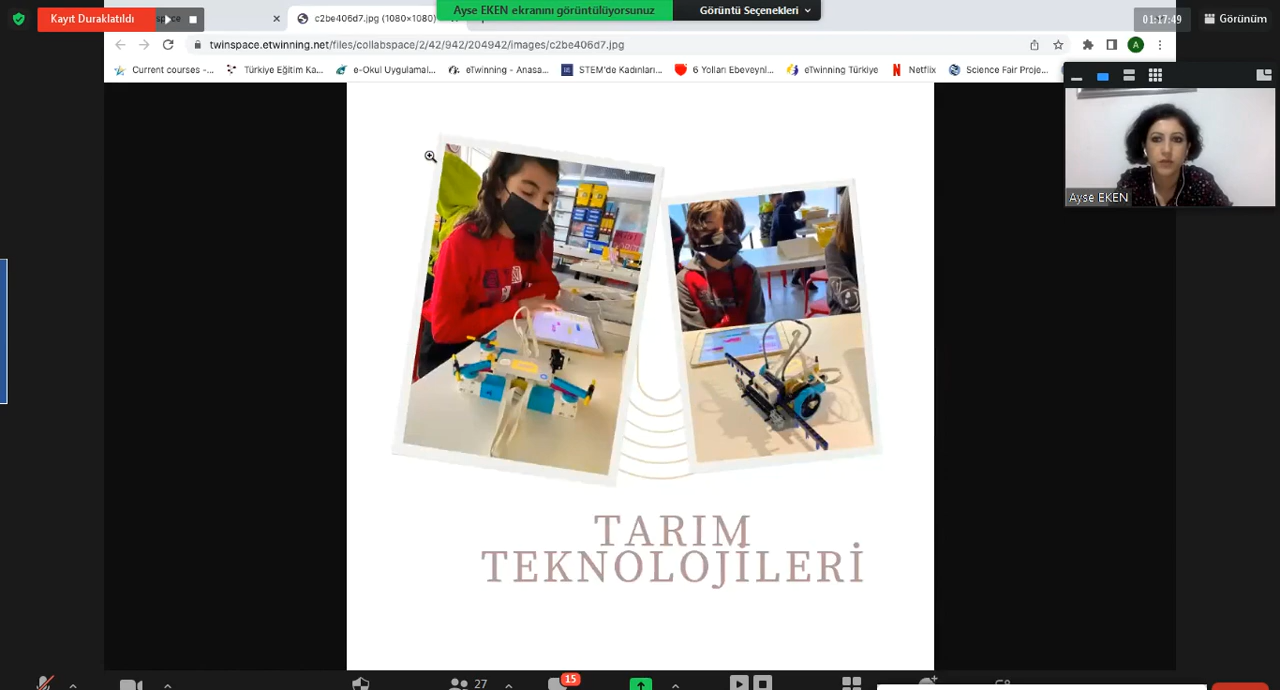 Kayıt Duraklatıldı
Ayse EKEN ekranını görüntülüyorsunuz
Görüntü Seçenekleri
01:17:49
Görünüm
c2be406d7.jpg (1080×1080)
twinspace.etwinning.net/files/collabspace/2/42/942/204942/images/c2be406d7.jpg
A
Current courses -...
Türkiye Eğitim Ka...
e-Okul Uygulamal...
eTwinning - Anasa...
STEM'de Kadınları...
6 Yolları Ebeveynl...
eTwinning Türkiye
Netflix
Science Fair Proje...
Ayse EKEN
TARIM
TEKNOLOJİLERİ
27
15